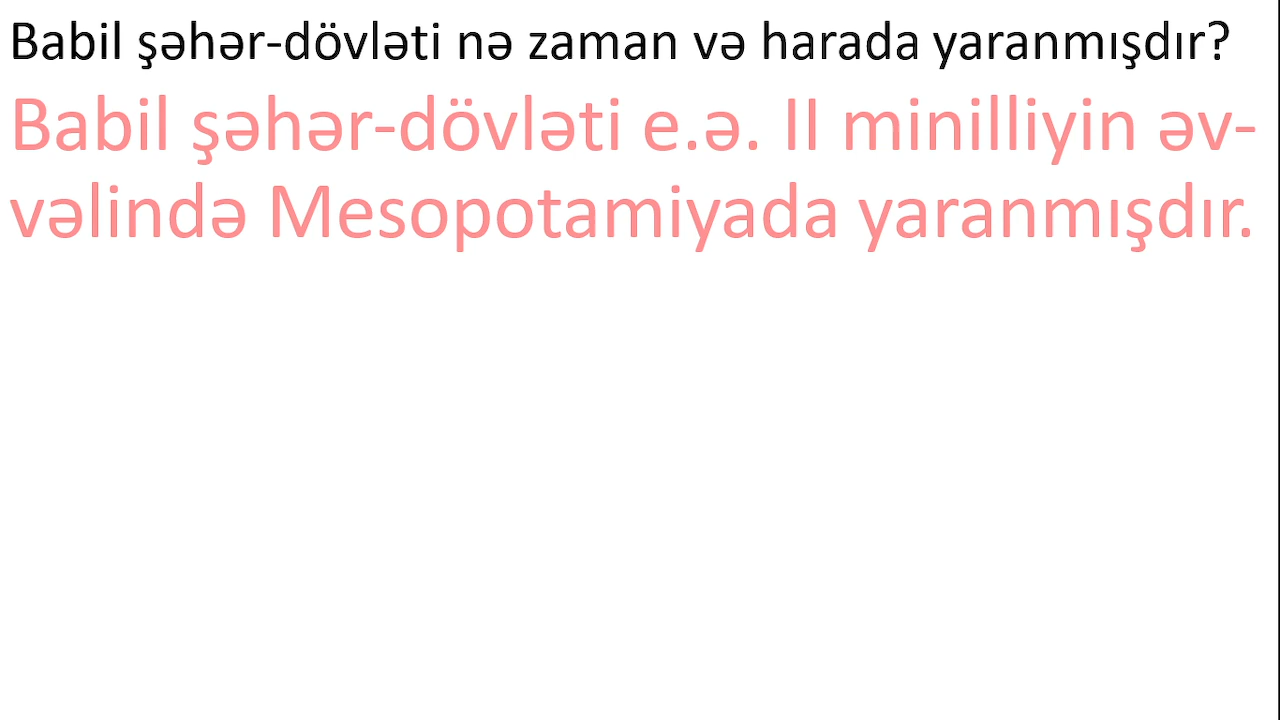 Babil şəhər-dövləti nə zaman və harada yaranmışdır?
Babil şəhər-dövləti e.ə. II minilliyin əv-
vəlində Mesopotamiyada yaranmışdır.